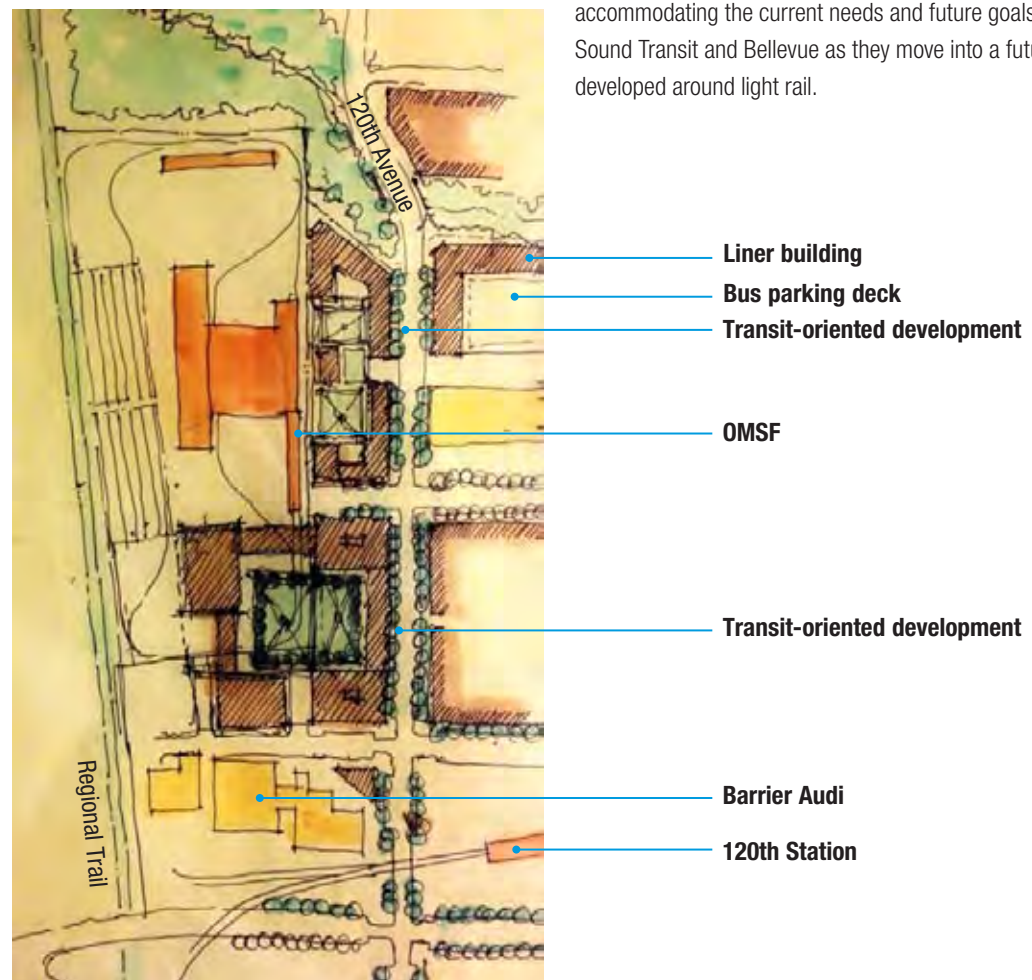 accommodating the current needs and future goals
Sound Transit and Bellevue as they move into a
developed around light rail.
120th Avenue
Liner building
Bus parking deck
Transit-oriented development
OMSF
Transit-oriented development
Regional Trail
Barrier Audi
120th Station